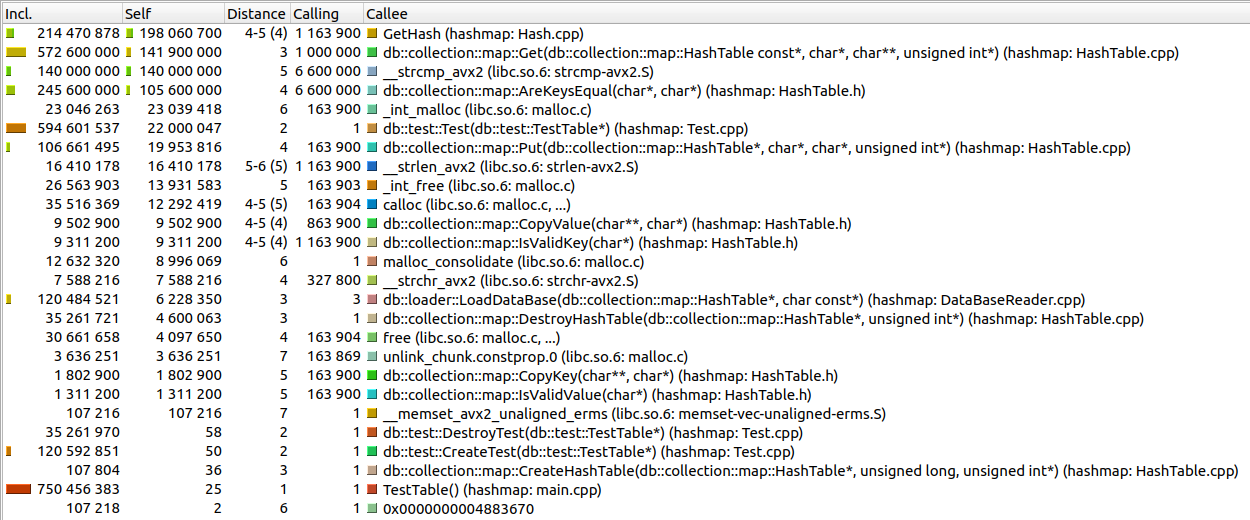 Incl. Self Distance Calling Callee
214 470 878 198 060 700 4-5 (4) 1 163 900 GetHash (hashmap: Hash.cpp)
572 600 000 141 900 000 3 1 000 000 db::collection::map::Get(db::collection::map::HashTable const*, char*, char**, unsigned int*) (hashmap: HashTable.cpp)
140 000 000 140 000 000 5 6 600 000 __strcmp_avx2 (libc.so.6: strcmp-avx2.S)
245 600 000 105 600 000 4 6 600 000 db::collection::map::AreKeysEqual(char*, char*) (hashmap: HashTable.h)
23 046 263 23 039 418 6 163 900 _int_malloc (libc.so.6: malloc.c)
594 601 537 22 000 047 2 1 db::test::Test(db::test::TestTable*) (hashmap: Test.cpp)
106 661 495 19 953 816 4 163 900 db::collection::map::Put(db::collection::map::HashTable*, char*, char*, unsigned int*) (hashmap: HashTable.cpp)
16 410 178 16 410 178 5-6 (5) 1 163 900 __strlen_avx2 (libc.so.6: strlen-avx2.S)
26 563 903 13 931 583 5 163 903 _int_free (libc.so.6: malloc.c)
35 516 369 12 292 419 4-5 (5) 163 904 calloc (libc.so.6: malloc.c, ...)
9 502 900 9 502 900 4-5 (4) 863 900 db::collection::map::CopyValue(char**, char*) (hashmap: HashTable.h)
9 311 200 9 311 200 4-5 (4) 1 163 900 db::collection::map::IsValidKey(char*) (hashmap: HashTable.h)
12 632 320 8 996 069 6 1 malloc_consolidate (libc.so.6: malloc.c)
7 588 216 7 588 216 4 327 800 __strchr_avx2 (libc.so.6: strchr-avx2.S)
120 484 521 6 228 350 3 3 db::loader::LoadDataBase(db::collection::map::HashTable*, char const*) (hashmap: DataBaseReader.cpp)
35 261 721 4 600 063 3 1 db::collection::map::DestroyHashTable(db::collection::map::HashTable*, unsigned int*) (hashmap: HashTable.cpp)
30 661 658 4 097 650 4 163 904 free (libc.so.6: malloc.c, ...)
3 636 251 3 636 251 7 163 869 unlink_chunk.constprop.0 (libc.so.6: malloc.c)
1 802 900 1 802 900 5 163 900 db::collection::map::CopyKey(char**, char*) (hashmap: HashTable.h)
1 311 200 1 311 200 5 163 900 db::collection::map::IsValidValue(char*) (hashmap: HashTable.h)
107 216 107 216 7 1 __memset_avx2_unaligned_erms (libc.so.6: memset-vec-unaligned-erms.S)
35 261 970 58 2 1 db::test::DestroyTest(db::test::TestTable*) (hashmap: Test.cpp)
120 592 851 50 2 1 db::test::CreateTest(db::test::TestTable*) (hashmap: Test.cpp)
107 804 36 3 1 db::collection::map::CreateHashTable(db::collection::map::HashTable*, unsigned long, unsigned int*) (hashmap: HashTable.cpp)
750 456 383 25 1 1 TestTable() (hashmap: main.cpp)
107 218 2 6 1 0x0000000004883670